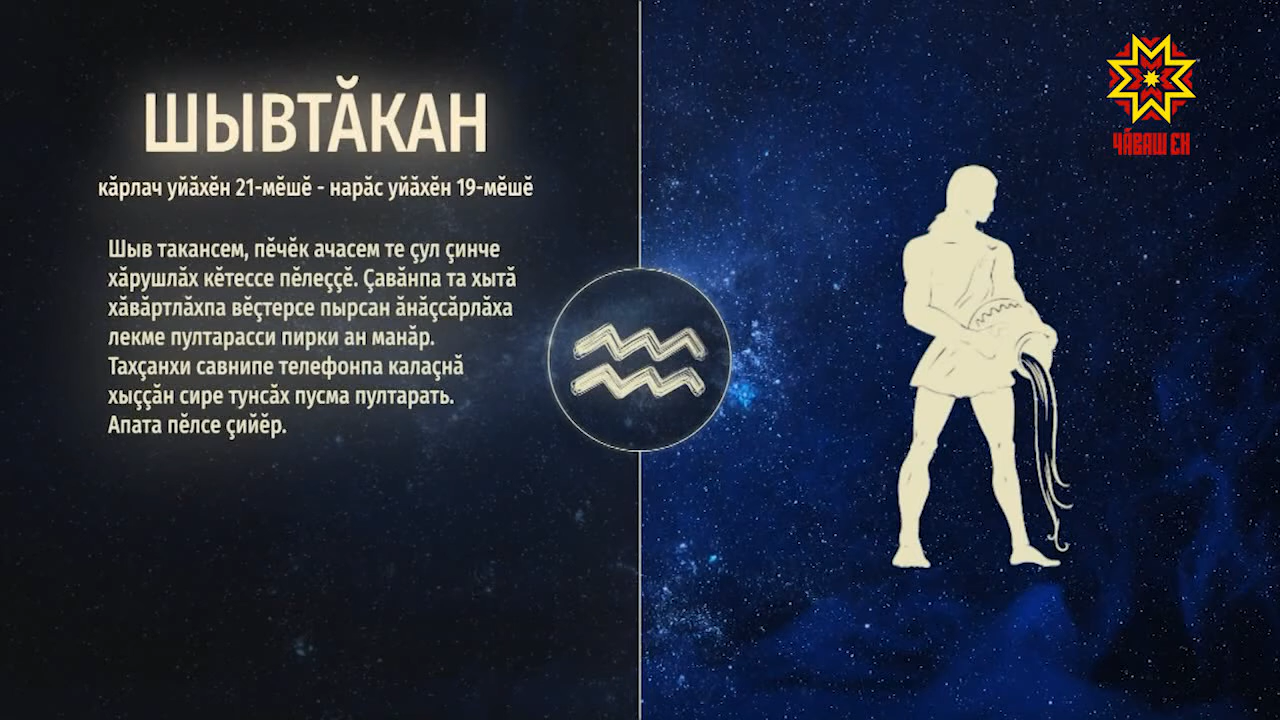 ШЫВТĂКАН
кăрлач уйăхĕн 21-мĕшĕ - нарăс уйăхĕн 19-мĕшĕ
Шыв такансем, пĕчĕк ачасем те çул çинче
хăрушлăх кĕтессе пĕлеççĕ. Çавăнпа та хытă
хăвăртлăхпа вĕçтерсе пырсан ăнăçсăрлăха
лекме пултарасси пирки ан манăр.
Тахçанхи савнипе телефонпа калаçнă
хыççăн сире тунсăх пусма пултарать.
Апата пĕлсе çийĕр.
ЧĂВАШ ЕН